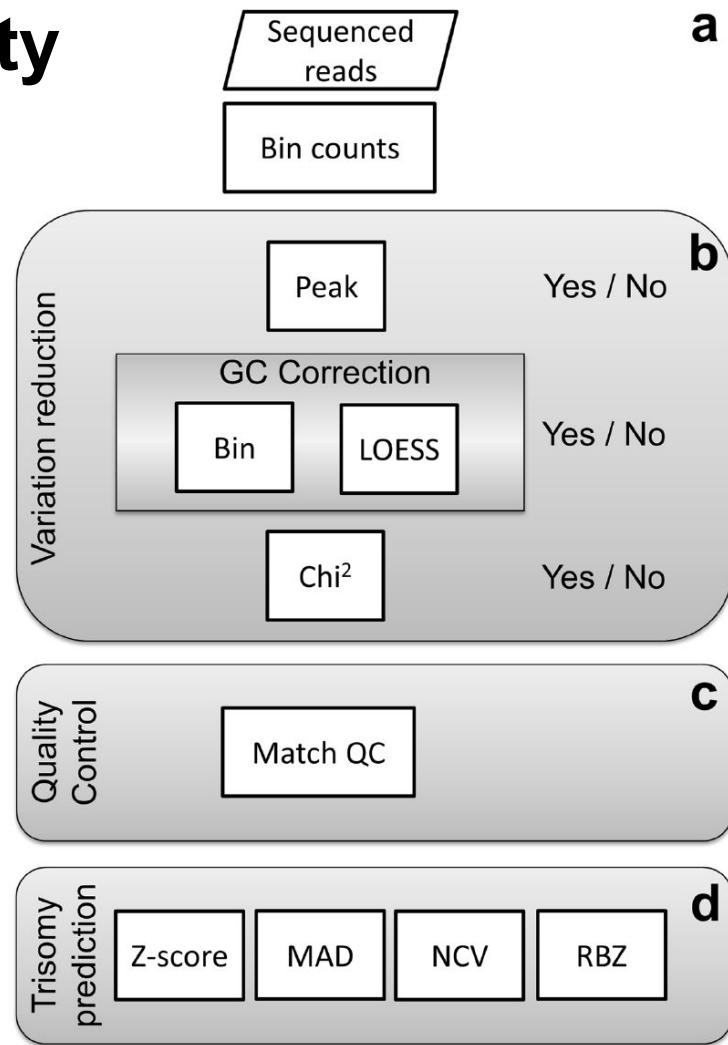 ty
a
Sequenced
reads
Bin counts
b
Variation reduction
Peak
Yes / No
GC Correction
Bin
LOESS
Yes / No
Chi²
Yes / No
c
Quality
Control
Match QC
d
Trisomy
prediction
Z-score
MAD
NCV
RBZ